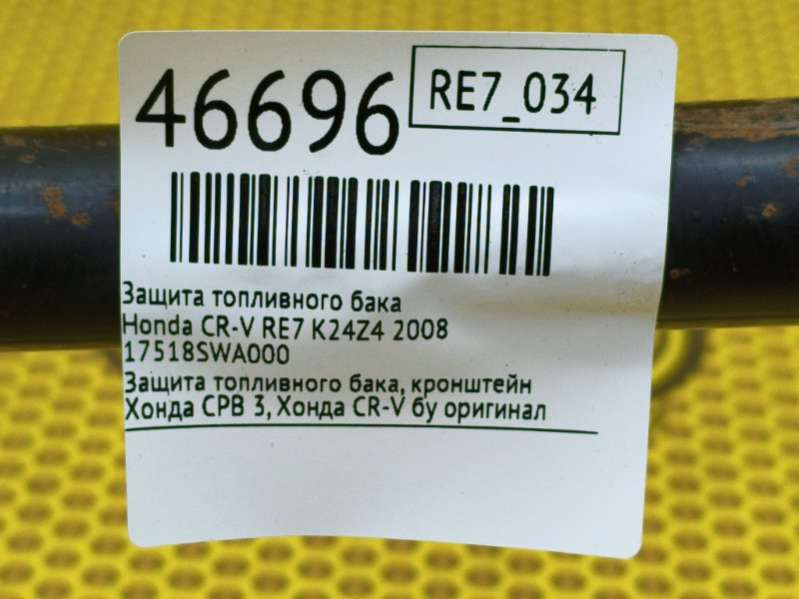 46696
RE7_034
Защита топливного бака
Honda CR-V RE7 K24Z4 2008
17518SWA000
Защита топливного бака, кронштейн
Хонда СРВ 3, Хонда CR-V бу оригинал